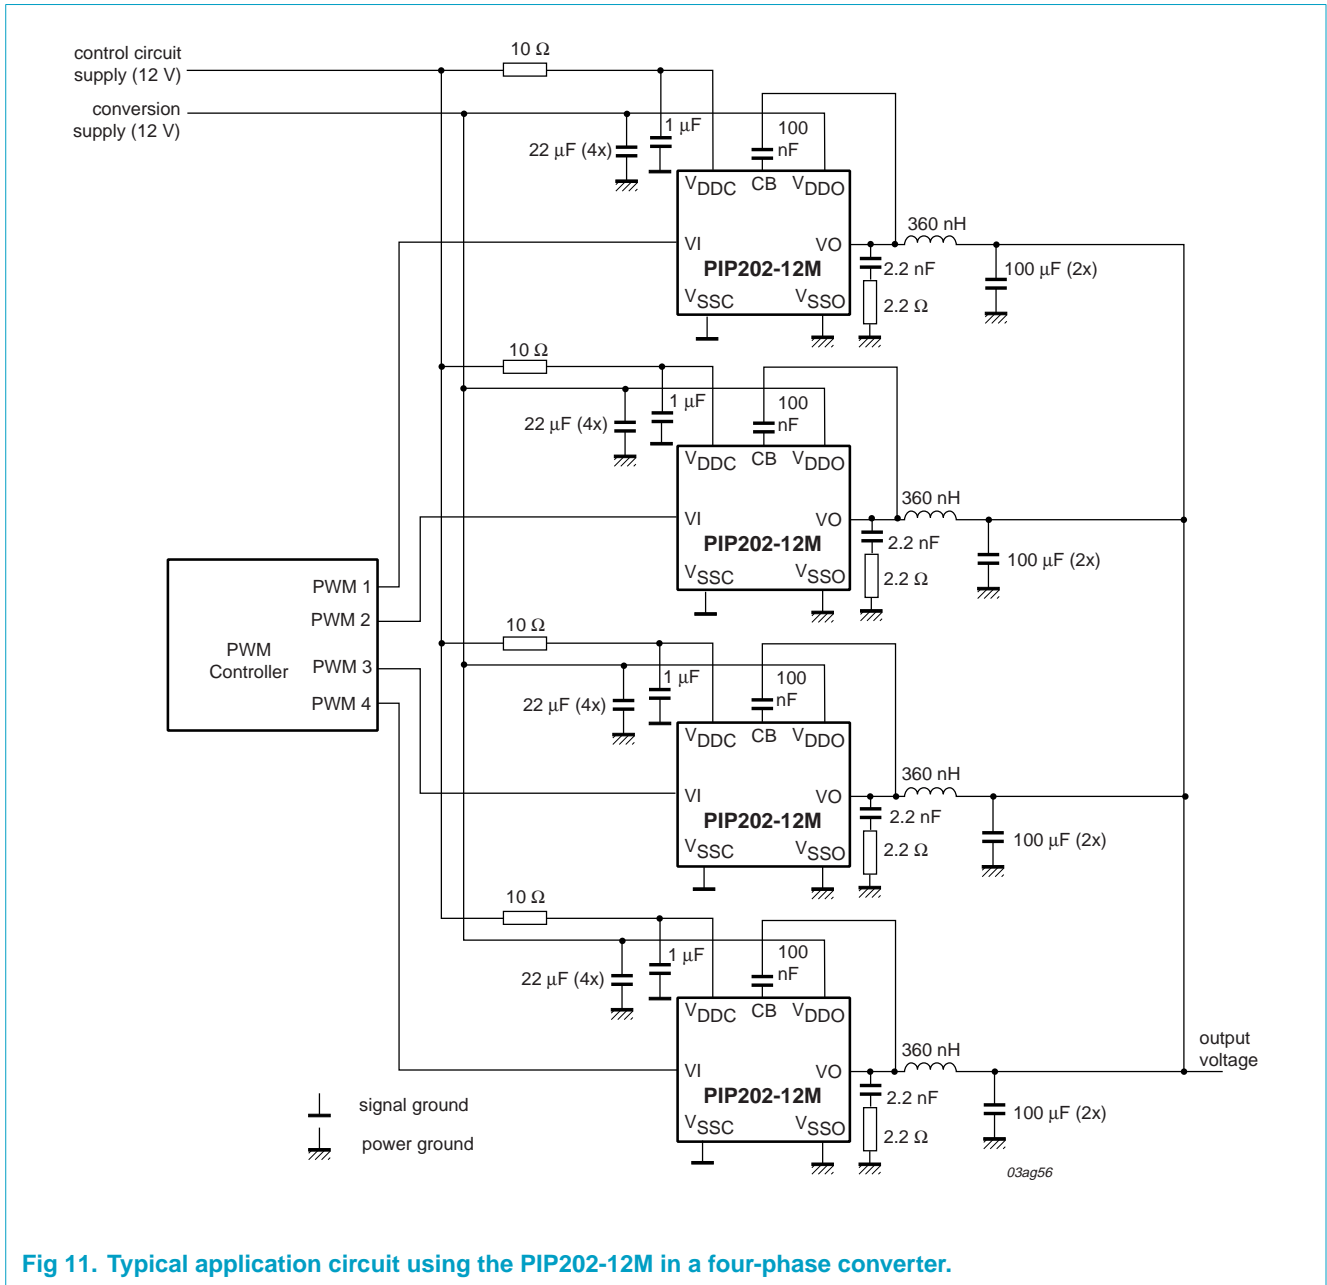 control circuit
supply (12 V)
10 Ω
conversion
supply (12 V)
1 μF
100
nF
22 μF (4x)
VDDC CB VDDO
360 nH
VI VO
PIP202-12M
2.2 nF
100 μF (2x)
VSSC VSSO
2.2 Ω
10 Ω
1 μF
100
nF
22 μF (4x)
VDDC CB VDDO
360 nH
VI VO
PIP202-12M
2.2 nF
100 μF (2x)
VSSC VSSO
2.2 Ω
PWM 1
PWM 2
PWM
Controller
PWM 3
PWM 4
10 Ω
1 μF
100
nF
22 μF (4x)
VDDC CB VDDO
360 nH
VI VO
PIP202-12M
2.2 nF
100 μF (2x)
VSSC VSSO
2.2 Ω
10 Ω
1 μF
100
nF
22 μF (4x)
VDDC CB VDDO
360 nH
output
voltage
VI VO
PIP202-12M
2.2 nF
100 μF (2x)
VSSC VSSO
2.2 Ω
signal ground
power ground
03ag56
Fig 11. Typical application circuit using the PIP202-12M in a four-phase converter.